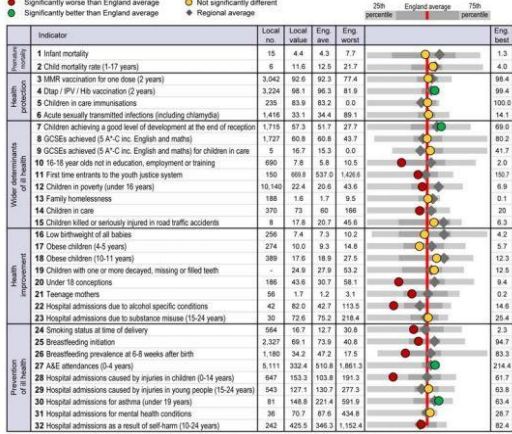 Significantly worse than England average
Not significantly different
Significantly better than England average
Regional average
25th percentile
England average
75th percentile
Indicator Local no. Local value Eng. ave. Eng. worst Eng. best
Premature mortality
1 Infant mortality 15 4.4 4.3 7.7 1.3
2 Child mortality rate (1-17 years) 6 11.6 12.5 21.7 4.0
Health protection
3 MMR vaccination for one dose (2 years) 3,042 92.6 92.3 77.4 98.4
4 Dtap / IPV / Hib vaccination (2 years) 3,224 98.1 96.3 81.9 99.4
5 Children in care immunisations 235 83.9 83.2 0.0 100.0
6 Acute sexually transmitted infections (including chlamydia) 1,416 33.1 34.4 89.1 14.1
Wider determinants of ill health
7 Children achieving a good level of development at the end of reception 1,715 57.3 51.7 27.7 69.0
8 GCSEs achieved (5 A*-C inc. English and maths) 1,727 60.8 60.8 43.7 80.2
9 GCSEs achieved (5 A*-C inc. English and maths) for children in care 5 16.7 15.3 0.0 41.7
10 16-18 year olds not in education, employment or training 690 7.8 5.8 10.5 2.0
11 First time entrants to the youth justice system 150 669.8 537.0 1,426.6 150.7
12 Children in poverty (under 16 years) 10,140 22.4 20.6 43.6 6.9
13 Family homelessness 188 1.6 1.7 9.5 0.1
14 Children in care 370 73 60 166 20
15 Children killed or seriously injured in road traffic accidents 8 17.8 20.7 45.6 6.3
Health improvement
16 Low birthweight of all babies 256 7.4 7.3 10.2 4.2
17 Obese children (4-5 years) 274 10.0 9.3 14.8 5.7
18 Obese children (10-11 years) 389 17.6 18.9 27.5 12.3
19 Children with one or more decayed, missing or filled teeth - 24.9 27.9 53.2 12.5
20 Under 18 conceptions 186 43.6 30.7 58.1 9.4
21 Teenage mothers 56 1.7 1.2 3.1 0.2
22 Hospital admissions due to alcohol specific conditions 42 82.0 42.7 113.5 14.6
23 Hospital admissions due to substance misuse (15-24 years) 30 72.6 75.2 218.4 25.4
Prevention of ill health
24 Smoking status at time of delivery 564 16.7 12.7 30.8 2.3
25 Breastfeeding initiation 2,327 69.1 73.9 40.8 94.7
26 Breastfeeding prevalence at 6-8 weeks after birth 1,180 34.2 47.2 17.5 83.3
27 A&E attendances (0-4 years) 5,111 332.4 510.8 1,861.3 214.4
28 Hospital admissions caused by injuries in children (0-14 years) 647 153.3 103.8 191.3 61.7
29 Hospital admissions caused by injuries in young people (15-24 years) 543 127.1 130.7 277.3 63.8
30 Hospital admissions for asthma (under 19 years) 81 148.8 221.4 591.9 63.4
31 Hospital admissions for mental health conditions 36 70.7 87.6 434.8 28.7
32 Hospital admissions as a result of self-harm (10-24 years) 242 425.5 346.3 1,152.4 82.4